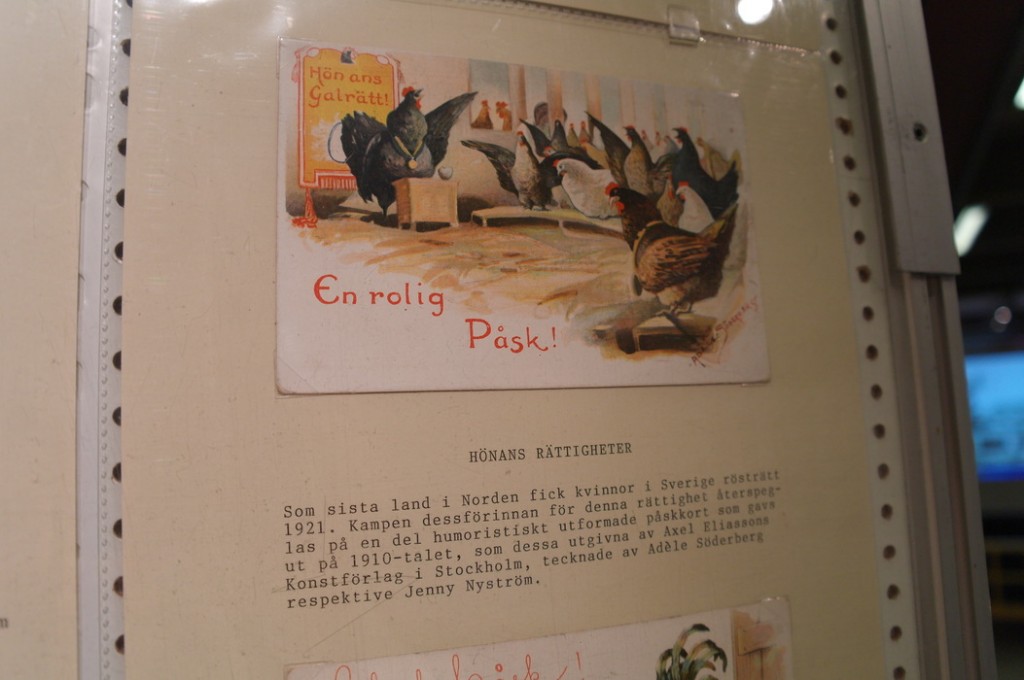 Hönans
Galrätt!
En rolig
Påsk!
HÖNANS RÄTTIGHETER
Som sista land i Norden fick kvinnor i Sverige rösträtt
1921. Kampen dessförinnan för denna rättighet återspeg-
las på en del humoristiskt utformade påskkort som gavs
ut på 1910-talet, som dessa utgivna av Axel Eliassons
Konstförlag i Stockholm, tecknade av Adèle Söderberg
respektive Jenny Nyström.
påsk!